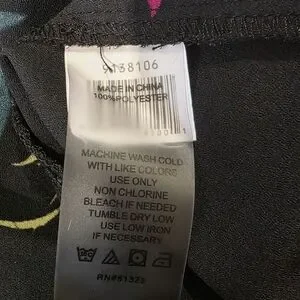 9138106
MADE IN CHINA
100%POLYESTER
MACHINE WASH COLD
WITH LIKE COLORS
USE ONLY
NON CHLORINE
BLEACH IF NEEDED
TUMBLE DRY LOW
USE LOW IRON
IF NECESSARY